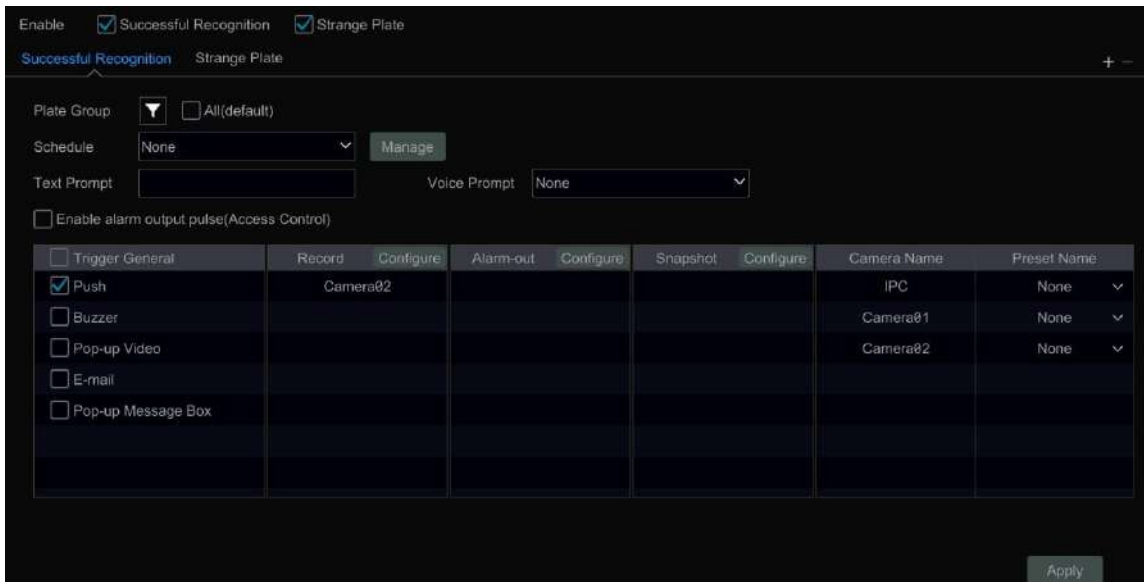 Enable Successful Recognition Strange Plate
Successful Recognition Strange Plate + −
Plate Group All(default)
Schedule None Manage
Text Prompt Voice Prompt None
Enable alarm output pulse(Access Control)
Trigger General Record Configure Alarm-out Configure Snapshot Configure Camera Name Preset Name
Push Camera02 IPC None
Buzzer Camera01 None
Pop-up Video Camera02 None
E-mail
Pop-up Message Box
Apply